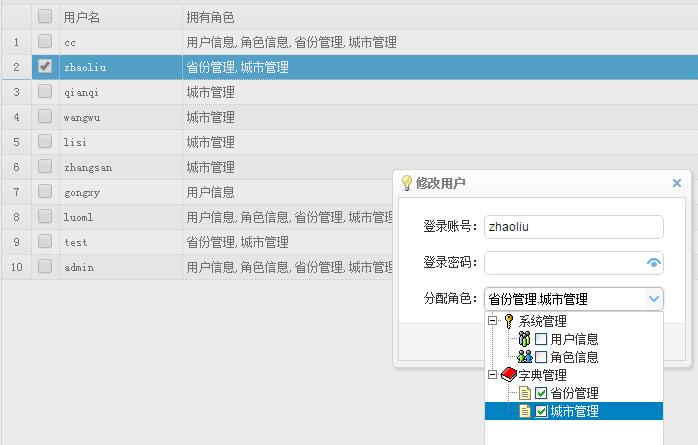 用户名 拥有角色
1 cc 用户信息, 角色信息, 省份管理, 城市管理
2 zhaoliu 省份管理, 城市管理
3 qianqi 城市管理
4 wangwu 城市管理
5 lisi 城市管理
6 zhangsan 城市管理
7 gongxy 用户信息
8 luoml 用户信息, 角色信息, 省份管理, 城市管理
9 test 省份管理, 城市管理
10 admin 用户信息, 角色信息, 省份管理, 城市管理
修改用户
登录账号: zhaoliu
登录密码:
分配角色: 省份管理,城市管理
系统管理
用户信息
角色信息
字典管理
省份管理
城市管理